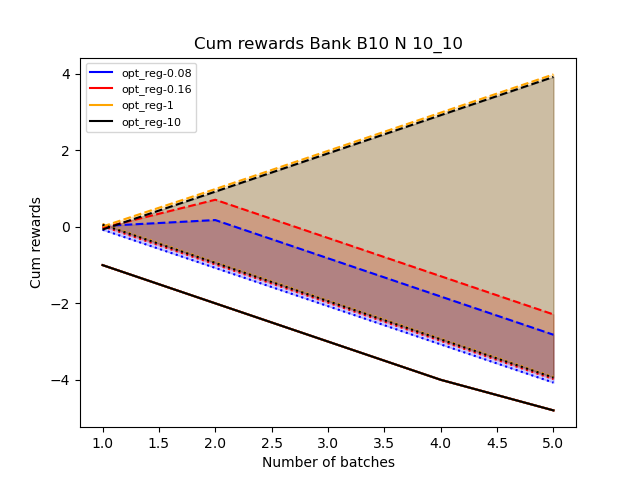 Cum rewards Bank B10 N 10_10
opt_reg-0.08
opt_reg-0.16
opt_reg-1
opt_reg-10
4
2
0
−2
−4
Cum rewards
1.0 1.5 2.0 2.5 3.0 3.5 4.0 4.5 5.0
Number of batches